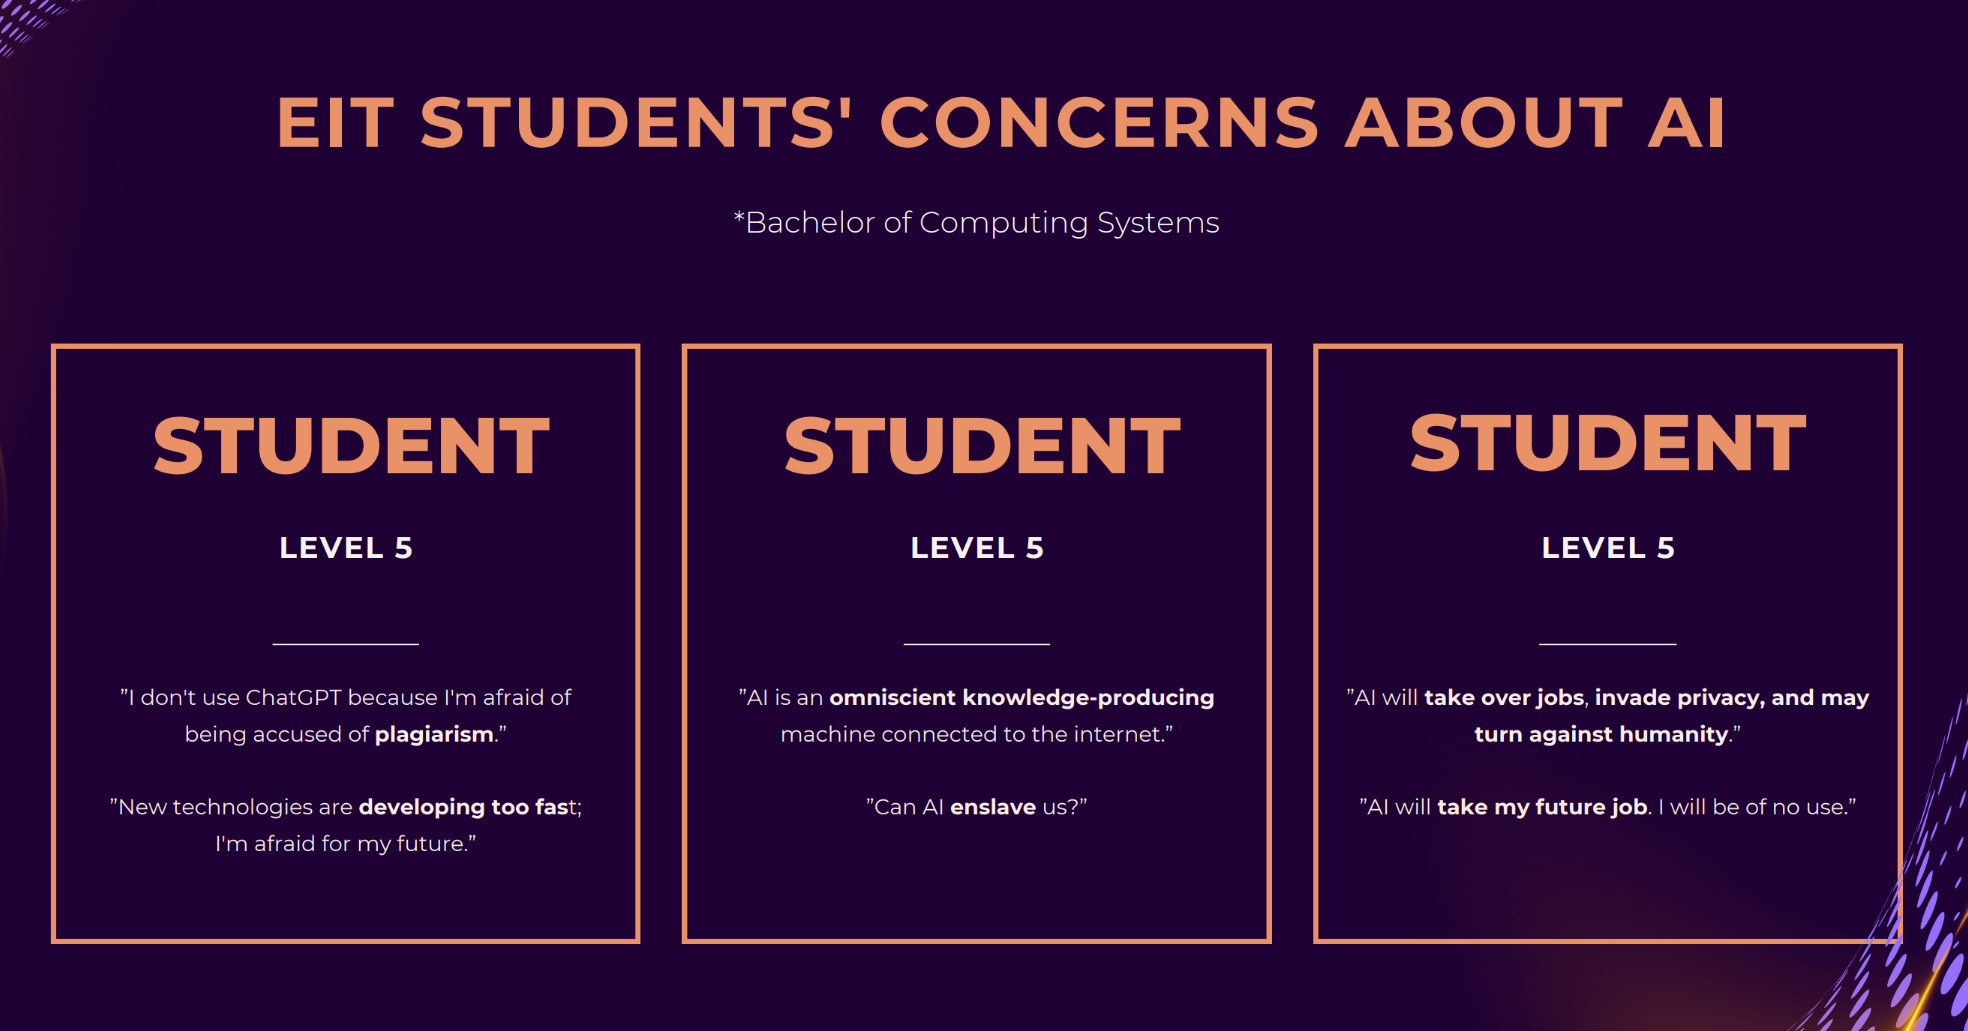 EIT STUDENTS' CONCERNS ABOUT AI
*Bachelor of Computing Systems
STUDENT
LEVEL 5
”I don't use ChatGPT because I'm afraid of
being accused of plagiarism.”
”New technologies are developing too fast;
I'm afraid for my future.”
STUDENT
LEVEL 5
”AI is an omniscient knowledge-producing
machine connected to the internet.”
”Can AI enslave us?”
STUDENT
LEVEL 5
”AI will take over jobs, invade privacy, and may
turn against humanity.”
”AI will take my future job. I will be of no use.”